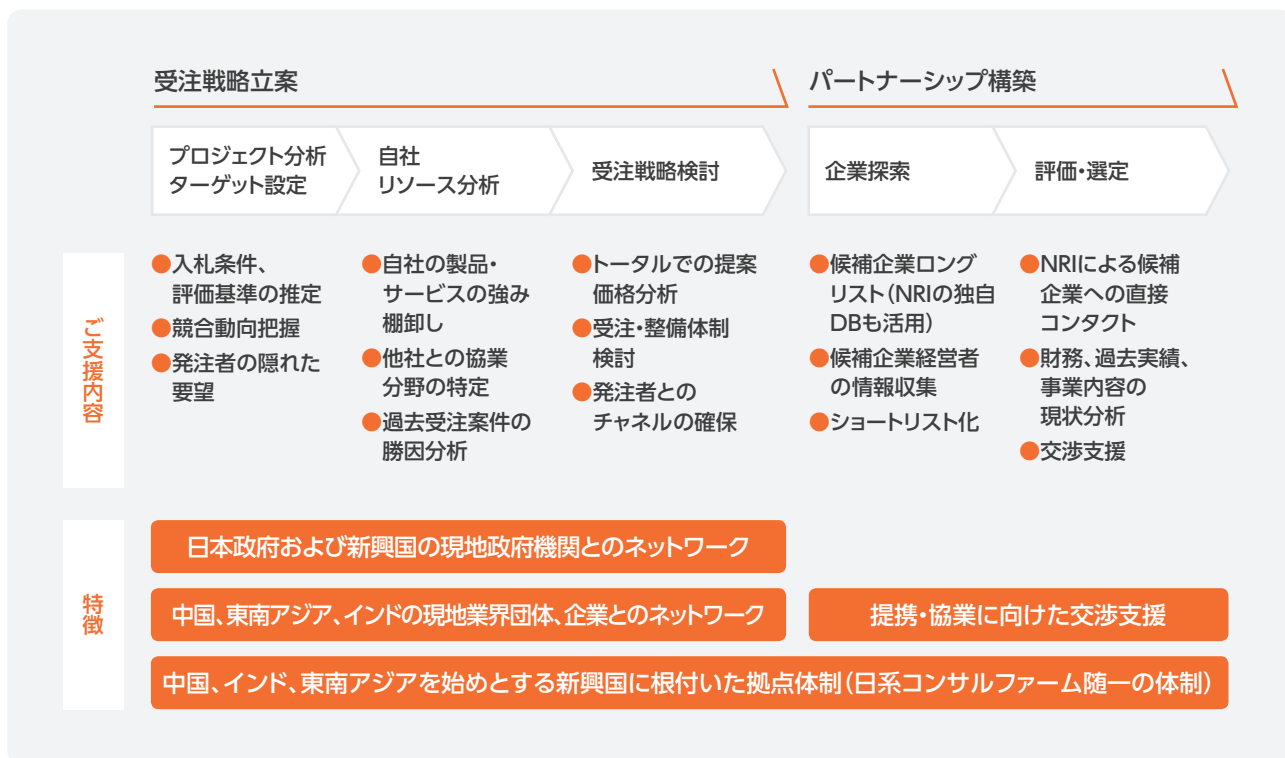 受注戦略立案
パートナーシップ構築
プロジェクト分析
ターゲット設定
自社
リソース分析
受注戦略検討
企業探索
評価・選定
ご支援内容
●入札条件、
評価基準の推定
●競合動向把握
●発注者の隠れた
要望
●自社の製品・
サービスの強み
棚卸し
●他社との協業
分野の特定
●過去受注案件の
勝因分析
●トータルでの提案
価格分析
●受注・整備体制
検討
●発注者との
チャネルの確保
●候補企業ロング
リスト(NRIの独自
DBも活用)
●候補企業経営者
の情報収集
●ショートリスト化
●NRIによる候補
企業への直接
コンタクト
●財務、過去実績、
事業内容の
現状分析
●交渉支援
特徴
日本政府および新興国の現地政府機関とのネットワーク
中国、東南アジア、インドの現地業界団体、企業とのネットワーク
提携・協業に向けた交渉支援
中国、インド、東南アジアを始めとする新興国に根付いた拠点体制(日系コンサルファーム随一の体制)